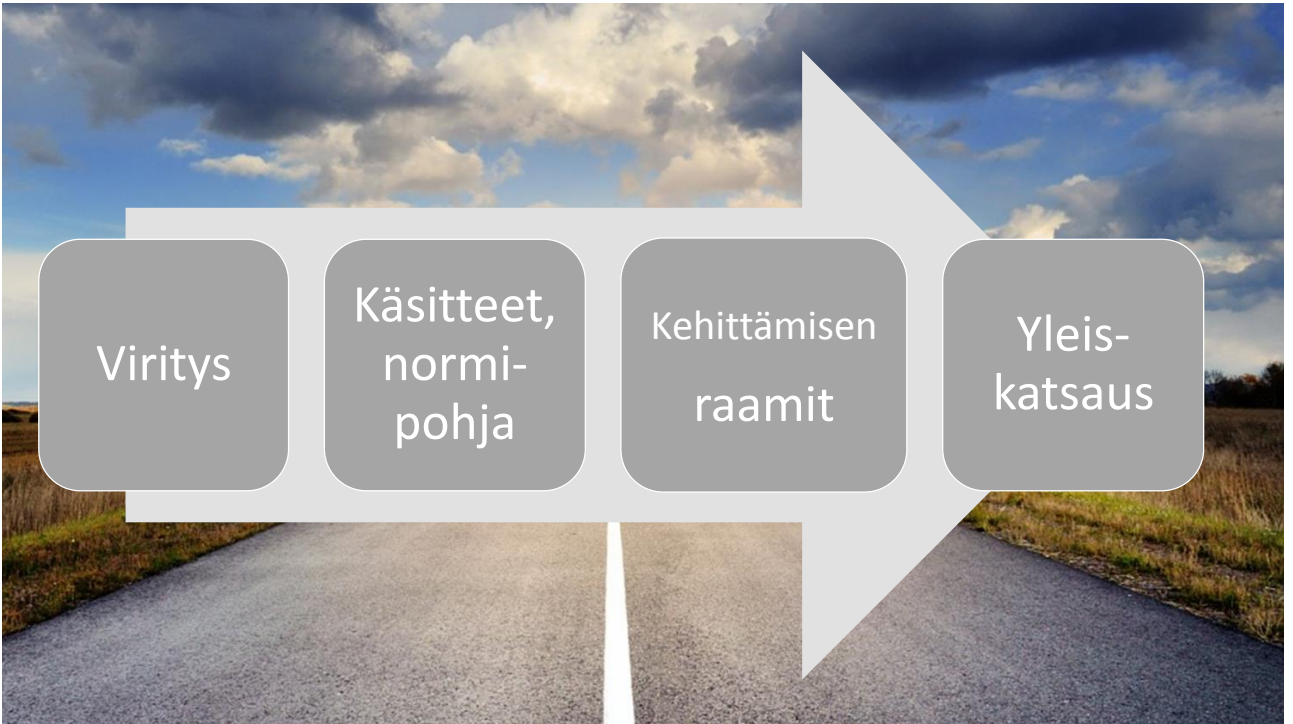 Viritys
Käsitteet,
normi-
pohja
Kehittämisen
raamit
Yleis-
katsaus